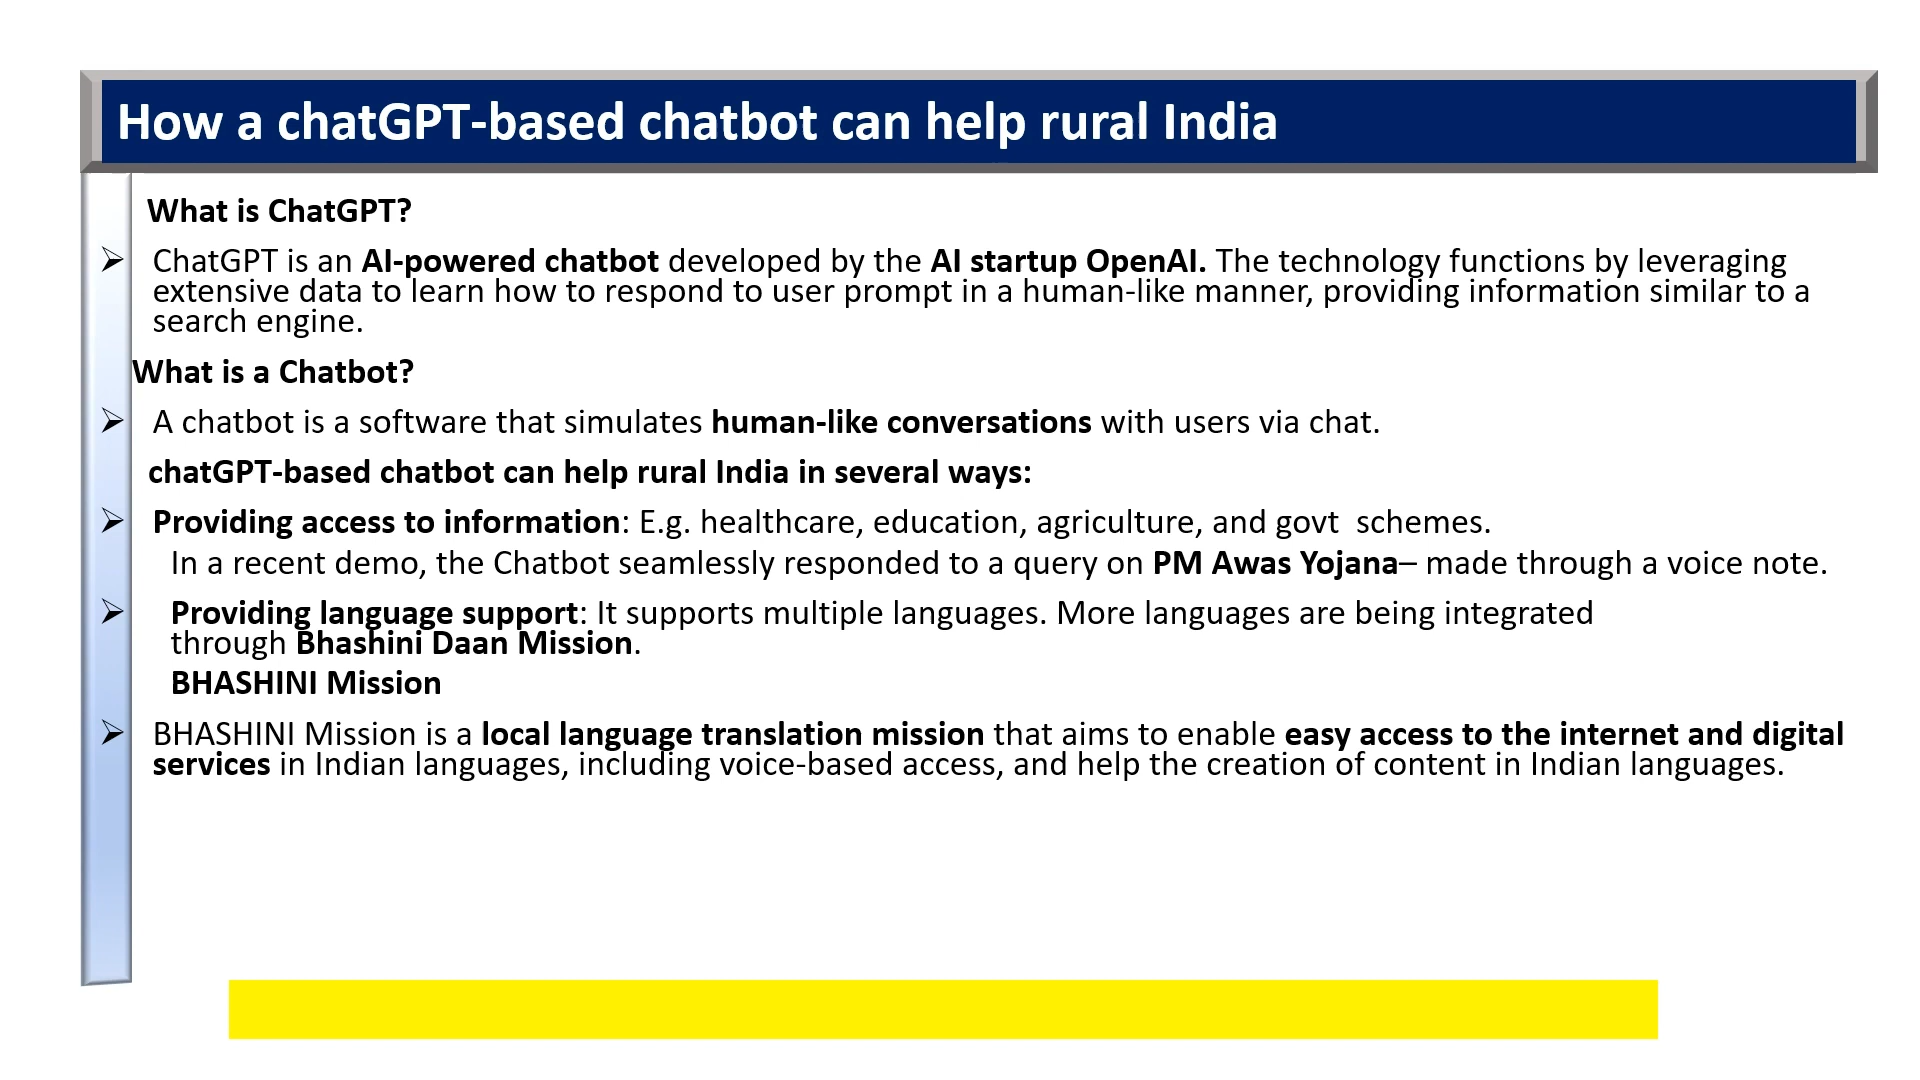 How a chatGPT-based chatbot can help rural India
What is ChatGPT?
➢ ChatGPT is an AI-powered chatbot developed by the AI startup OpenAI. The technology functions by leveraging
extensive data to learn how to respond to user prompt in a human-like manner, providing information similar to a
search engine.
What is a Chatbot?
➢ A chatbot is a software that simulates human-like conversations with users via chat.
chatGPT-based chatbot can help rural India in several ways:
➢ Providing access to information: E.g. healthcare, education, agriculture, and govt  schemes.
In a recent demo, the Chatbot seamlessly responded to a query on PM Awas Yojana– made through a voice note.
➢ Providing language support: It supports multiple languages. More languages are being integrated
through Bhashini Daan Mission.
BHASHINI Mission
➢ BHASHINI Mission is a local language translation mission that aims to enable easy access to the internet and digital
services in Indian languages, including voice-based access, and help the creation of content in Indian languages.